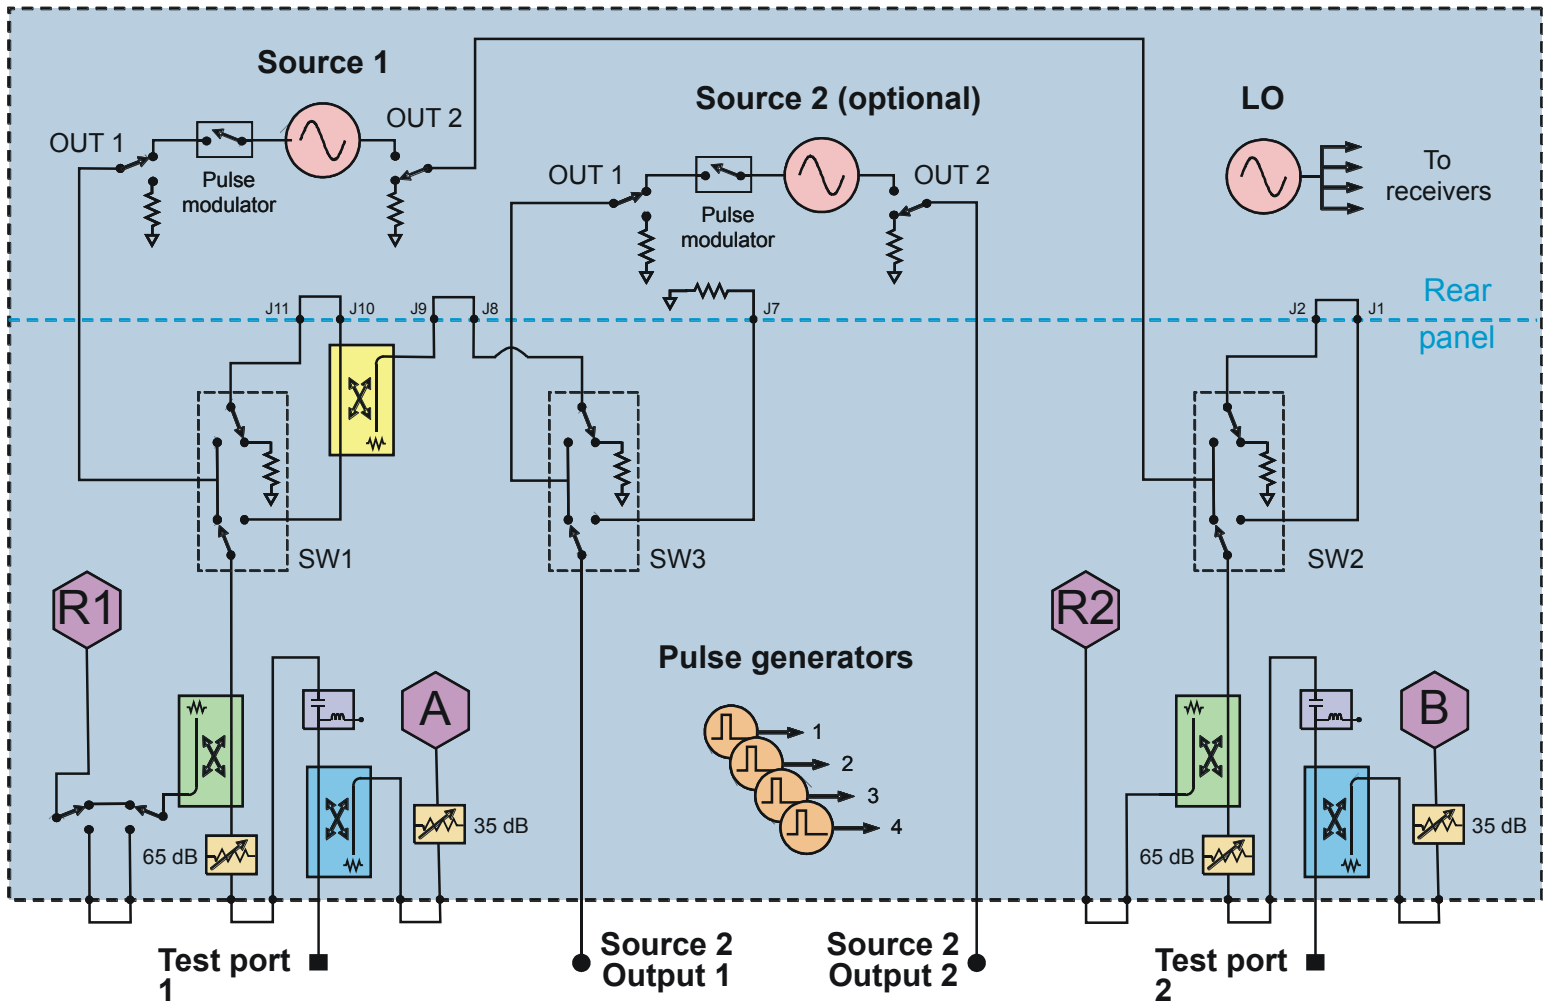 Source 1
OUT 1
OUT 2
Pulse
modulator
Source 2 (optional)
OUT 1
OUT 2
Pulse
modulator
LO
To
receivers
Rear
panel
J11
J10
J9
J8
J7
J2
J1
SW1
SW3
SW2
R1
R2
A
B
65 dB
35 dB
65 dB
35 dB
Pulse generators
1
2
3
4
Test port
1
Source 2
Output 1
Source 2
Output 2
Test port
2